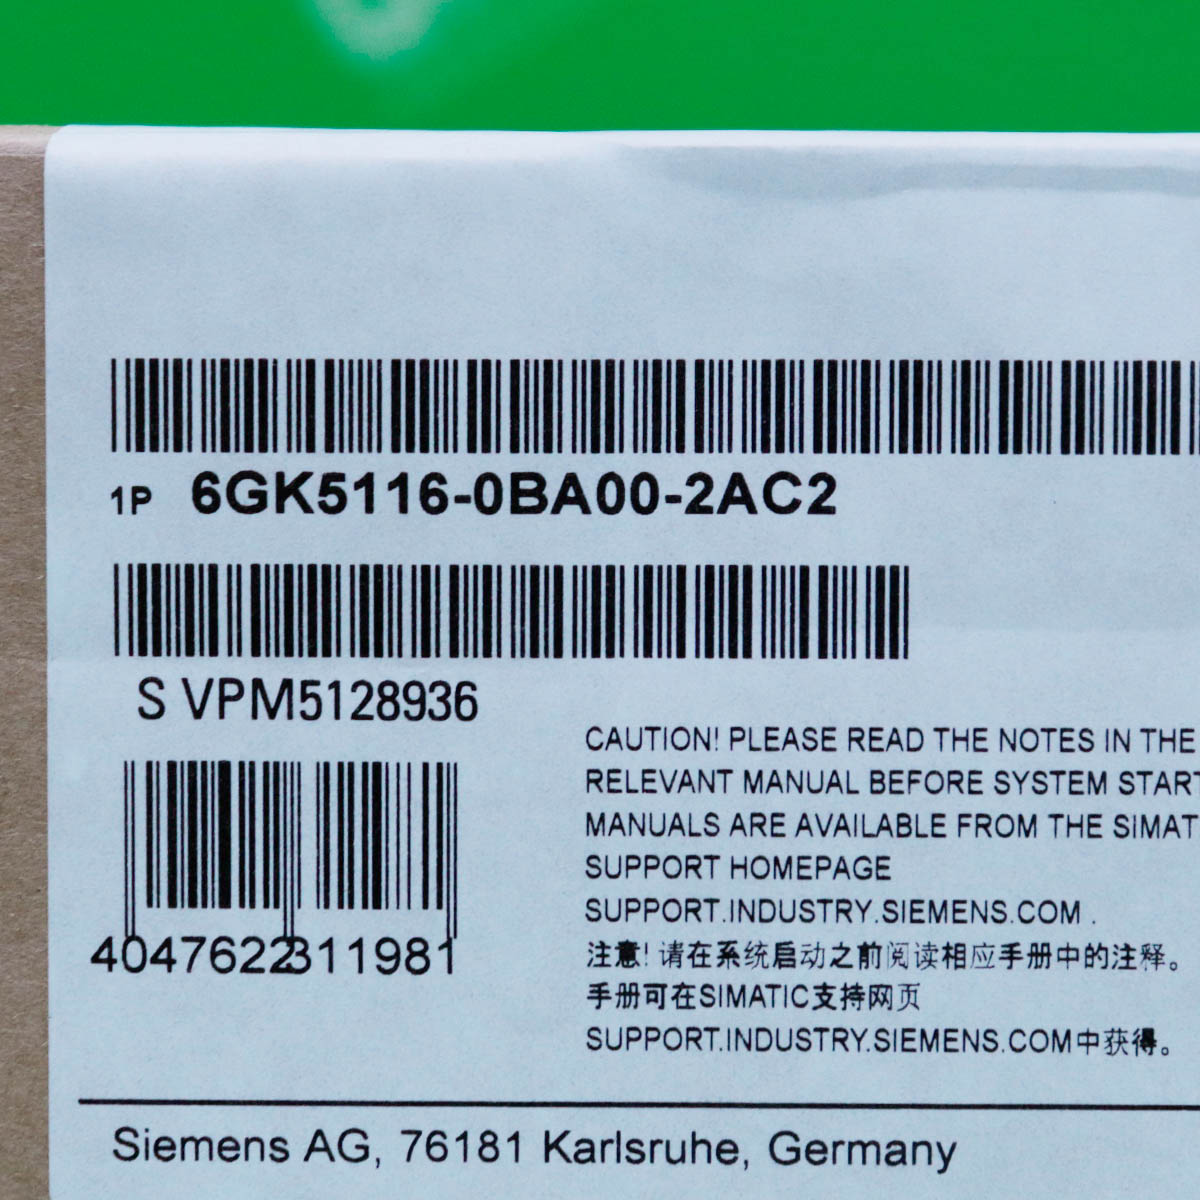 1P 6GK5116-0BA00-2AC2
S VPM5128936
4047622311981
CAUTION! PLEASE READ THE NOTES IN THE
RELEVANT MANUAL BEFORE SYSTEM START
MANUALS ARE AVAILABLE FROM THE SIMAT
SUPPORT HOMEPAGE
SUPPORT.INDUSTRY.SIEMENS.COM .
注意! 请在系统启动之前阅读相应手册中的注释。
手册可在SIMATIC支持网页
SUPPORT.INDUSTRY.SIEMENS.COM中获得。
Siemens AG, 76181 Karlsruhe, Germany